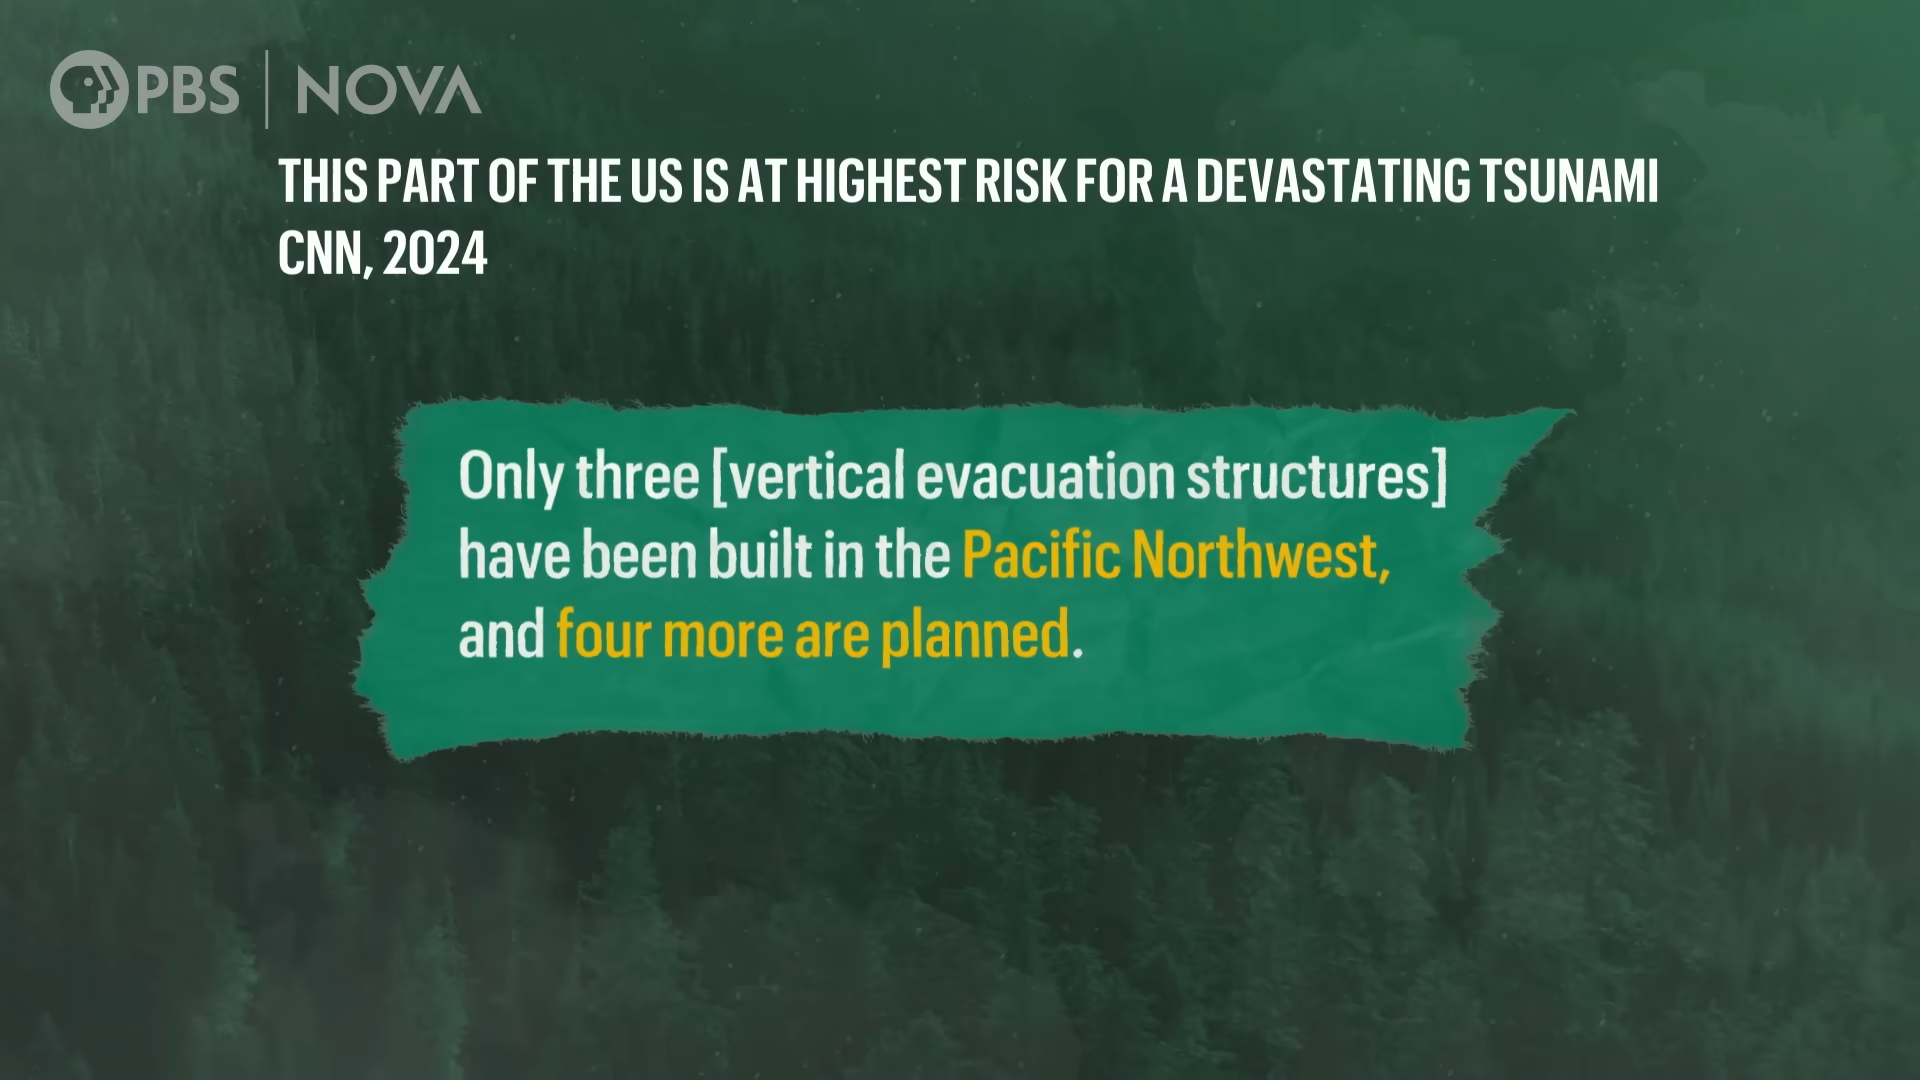 PBS | NOVA
THIS PART OF THE US IS AT HIGHEST RISK FOR A DEVASTATING TSUNAMI
CNN, 2024
Only three [vertical evacuation structures]
have been built in the Pacific Northwest,
and four more are planned.